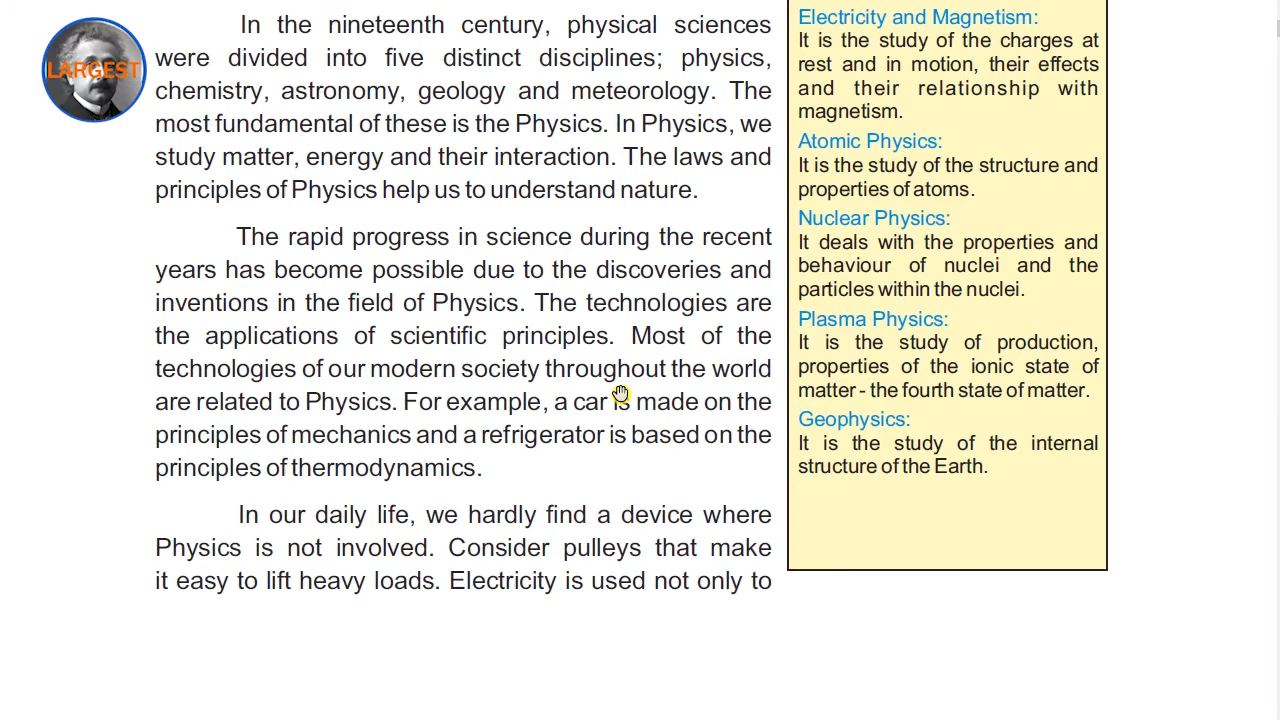 LARGEST
In the nineteenth century, physical sciences
were divided into five distinct disciplines; physics,
chemistry, astronomy, geology and meteorology. The
most fundamental of these is the Physics. In Physics, we
study matter, energy and their interaction. The laws and
principles of Physics help us to understand nature.
The rapid progress in science during the recent
years has become possible due to the discoveries and
inventions in the field of Physics. The technologies are
the applications of scientific principles. Most of the
technologies of our modern society throughout the world
are related to Physics. For example, a car is made on the
principles of mechanics and a refrigerator is based on the
principles of thermodynamics.
In our daily life, we hardly find a device where
Physics is not involved. Consider pulleys that make
it easy to lift heavy loads. Electricity is used not only to
Electricity and Magnetism:
It is the study of the charges at
rest and in motion, their effects
and their relationship with
magnetism.
Atomic Physics:
It is the study of the structure and
properties of atoms.
Nuclear Physics:
It deals with the properties and
behaviour of nuclei and the
particles within the nuclei.
Plasma Physics:
It is the study of production,
properties of the ionic state of
matter - the fourth state of matter.
Geophysics:
It is the study of the internal
structure of the Earth.